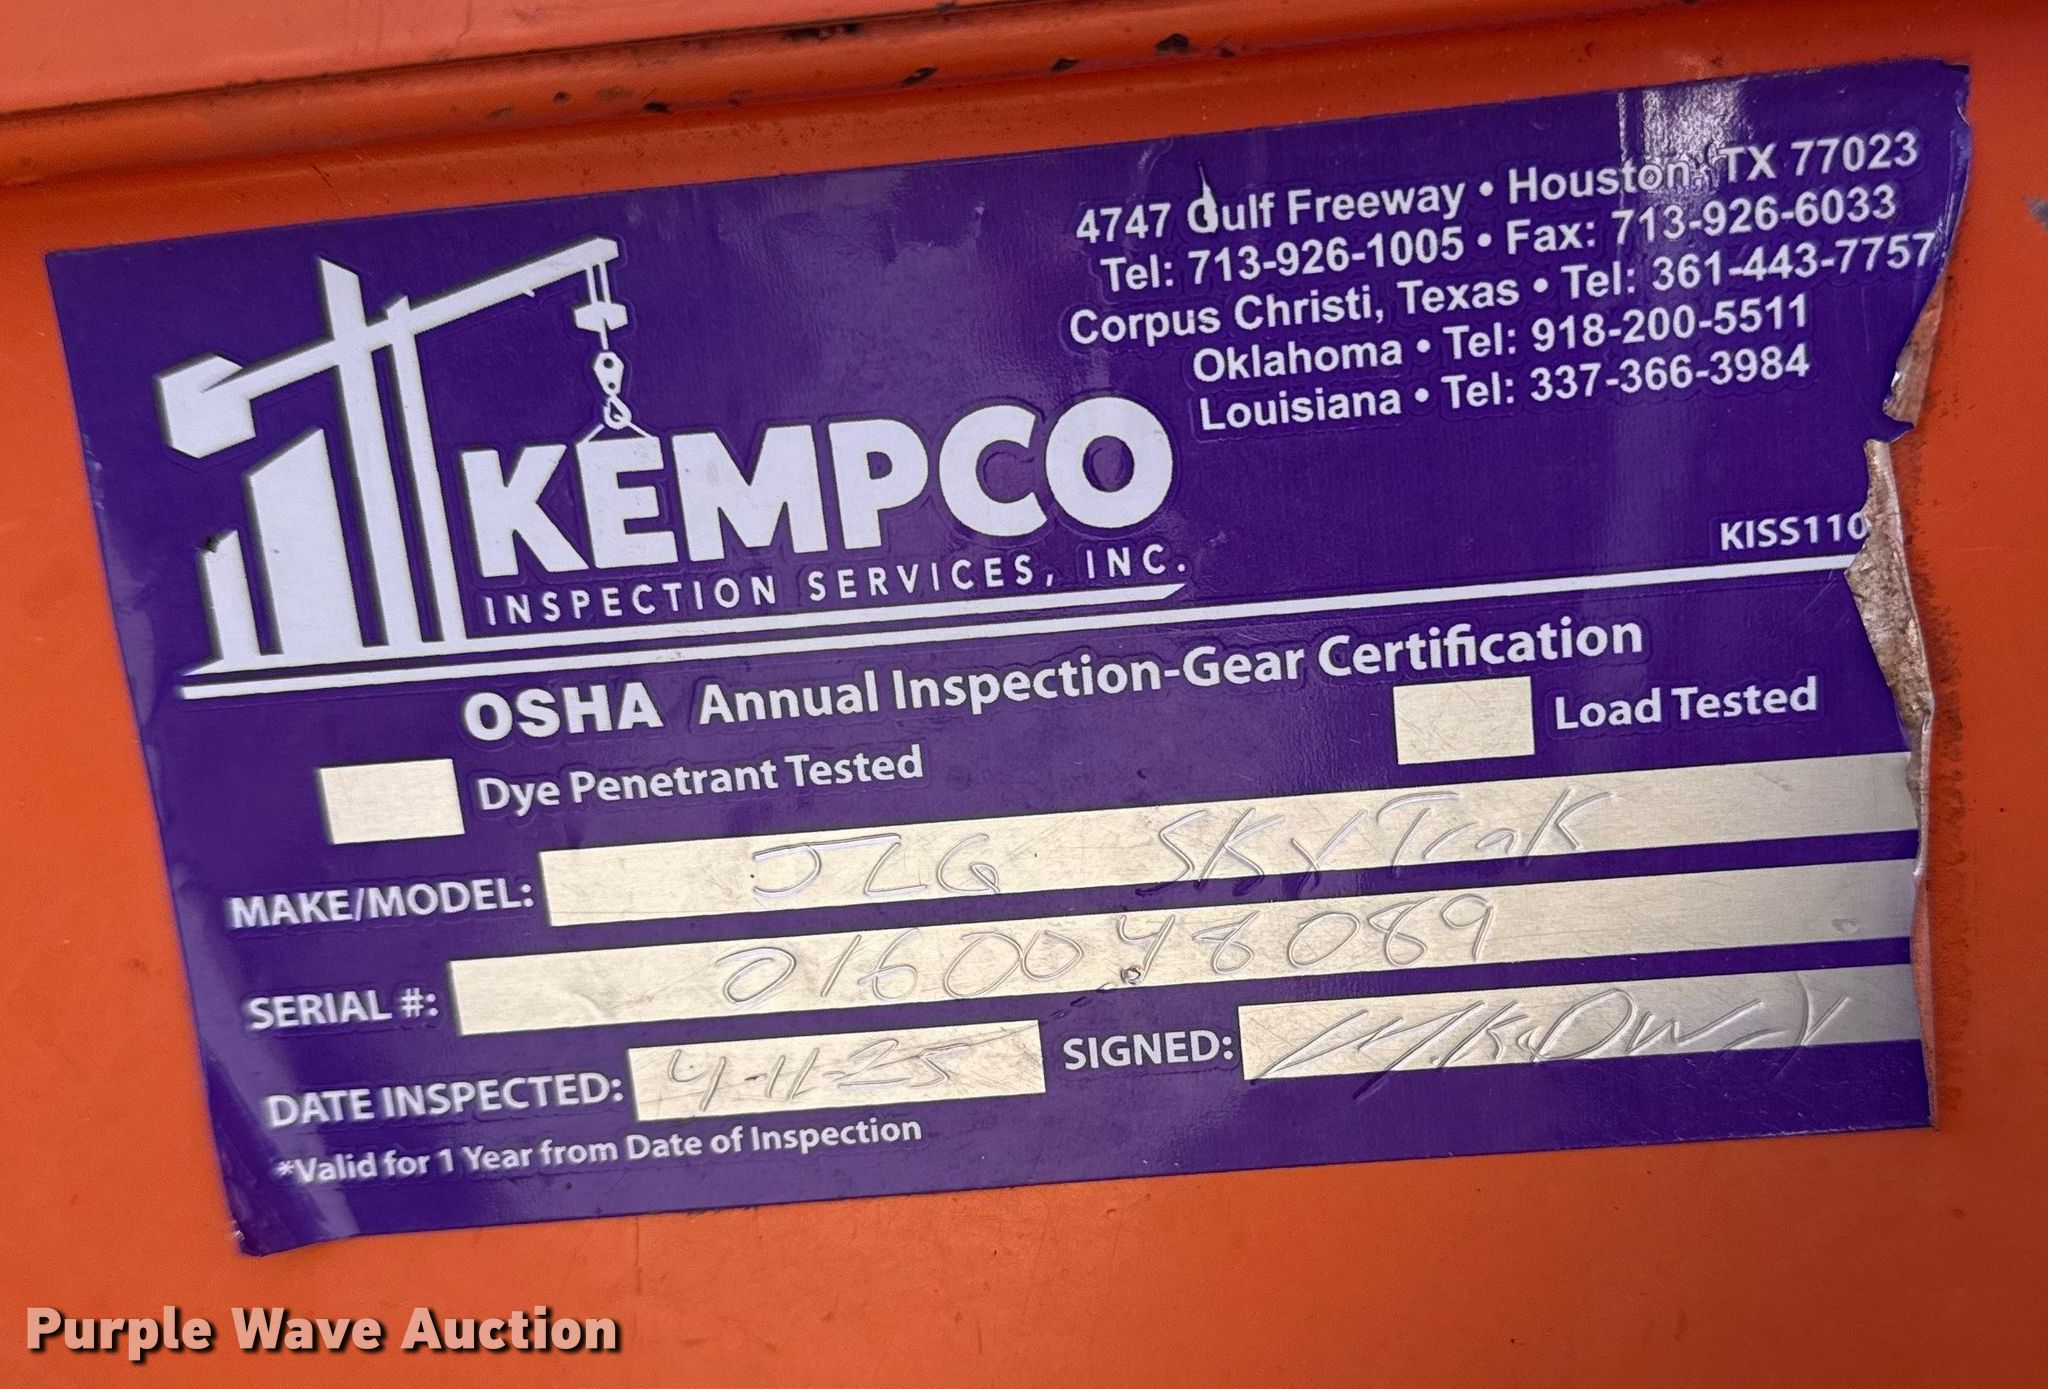 4747 Gulf Freeway • Houston, TX 77023
Tel: 713-926-1005 • Fax: 713-926-6033
Corpus Christi, Texas • Tel: 361-443-7757
Oklahoma • Tel: 918-200-5511
Louisiana • Tel: 337-366-3984
KEMPCO
INSPECTION SERVICES, INC.
KISS110
OSHA Annual Inspection-Gear Certification
Dye Penetrant Tested
Load Tested
MAKE/MODEL: JLG SKYTrak
SERIAL #: 0160048089
DATE INSPECTED: 4-11-25 SIGNED:
*Valid for 1 Year from Date of Inspection
Purple Wave Auction